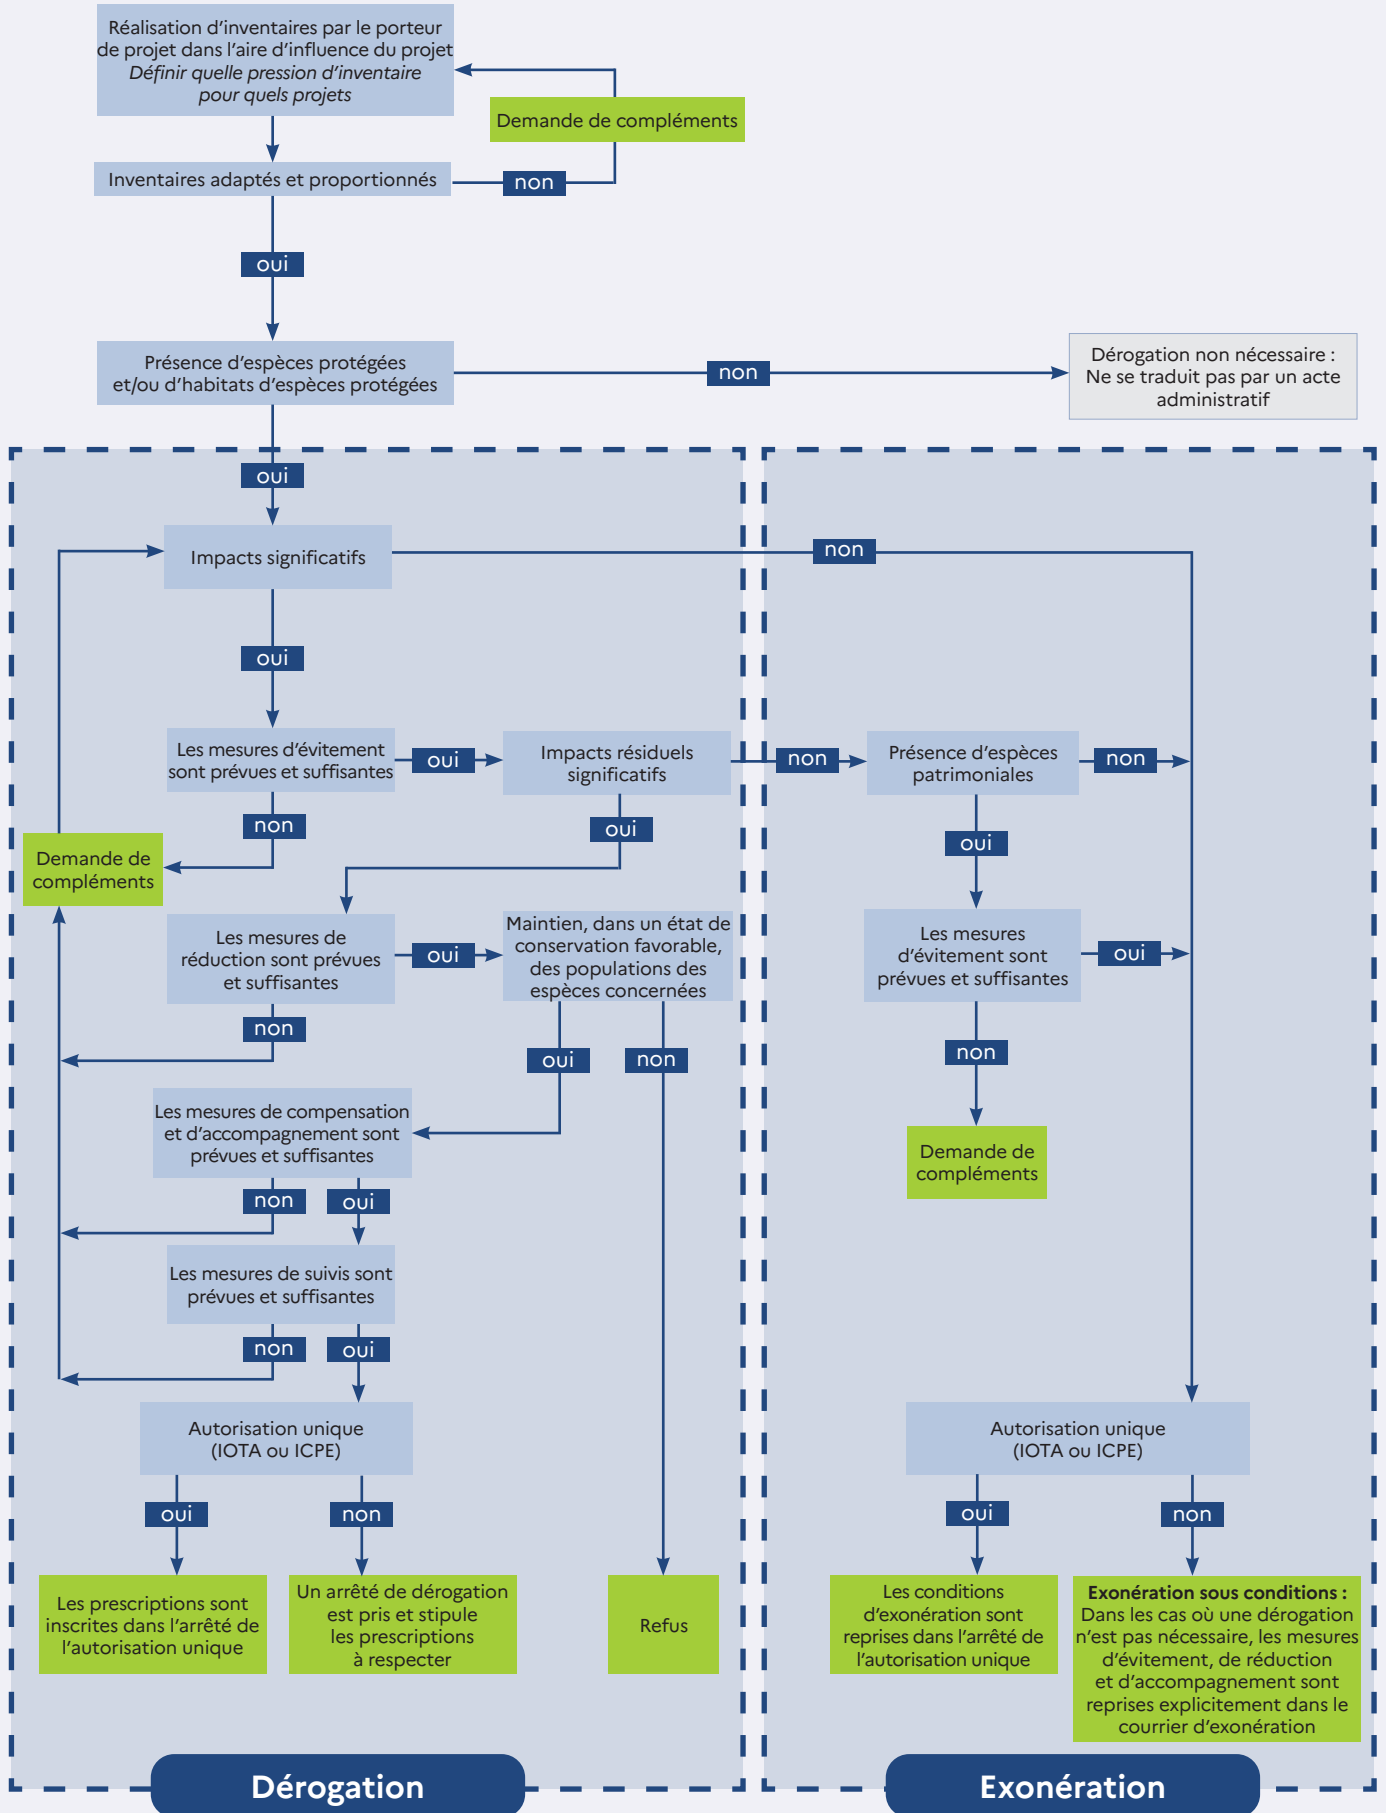 Réalisation d’inventaires par le porteur
de projet dans l’aire d’influence du projet
Définir quelle pression d’inventaire
pour quels projets
Demande de compléments
Inventaires adaptés et proportionnés
non
oui
Présence d’espèces protégées
et/ou d’habitats d’espèces protégées
non
Dérogation non nécessaire :
Ne se traduit pas par un acte
administratif
oui
Impacts significatifs
non
oui
Les mesures d’évitement
sont prévues et suffisantes
oui
Impacts résiduels
significatifs
non
Présence d’espèces
patrimoniales
non
non
oui
oui
Demande de
compléments
Les mesures de
réduction sont prévues
et suffisantes
oui
Maintien, dans un état de
conservation favorable,
des populations des
espèces concernées
Les mesures
d’évitement sont
prévues et suffisantes
oui
non
oui
non
non
Les mesures de compensation
et d’accompagnement sont
prévues et suffisantes
Demande de
compléments
non
oui
Les mesures de suivis sont
prévues et suffisantes
non
oui
Autorisation unique
(IOTA ou ICPE)
Autorisation unique
(IOTA ou ICPE)
oui
non
oui
non
Les prescriptions sont
inscrites dans l’arrêté de
l’autorisation unique
Un arrêté de dérogation
est pris et stipule
les prescriptions
à respecter
Refus
Les conditions
d’exonération sont
reprises dans l’arrêté de
l’autorisation unique
Exonération sous conditions :
Dans les cas où une dérogation
n’est pas nécessaire, les mesures
d’évitement, de réduction
et d’accompagnement sont
reprises explicitement dans le
courrier d’exonération
Dérogation
Exonération